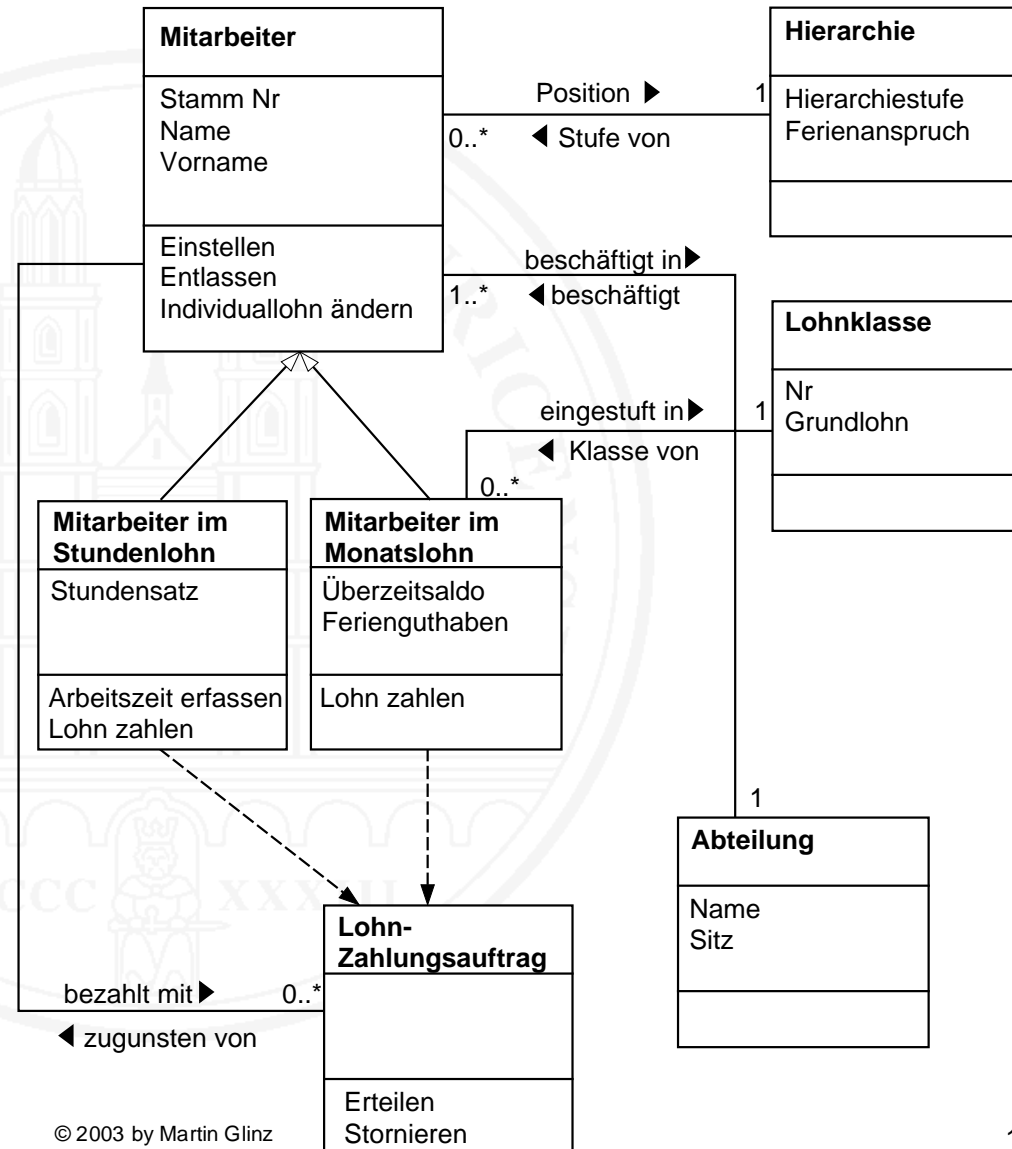 Mitarbeiter
Stamm Nr
Name
Vorname
Einstellen
Entlassen
Individuallohn ändern
Hierarchie
Hierarchiestufe
Ferienanspruch
Position ▶
1
0..*
◀ Stufe von
beschäftigt in▶
1..*
◀beschäftigt
Lohnklasse
Nr
Grundlohn
eingestuft in▶
1
◀ Klasse von
0..*
Mitarbeiter im
Stundenlohn
Stundensatz
Arbeitszeit erfassen
Lohn zahlen
Mitarbeiter im
Monatslohn
Überzeitsaldo
Ferienguthaben
Lohn zahlen
1
Abteilung
Name
Sitz
Lohn-
Zahlungsauftrag
Erteilen
Stornieren
bezahlt mit▶
0..*
◀ zugunsten von
CCC XXXIII
© 2003 by Martin Glinz